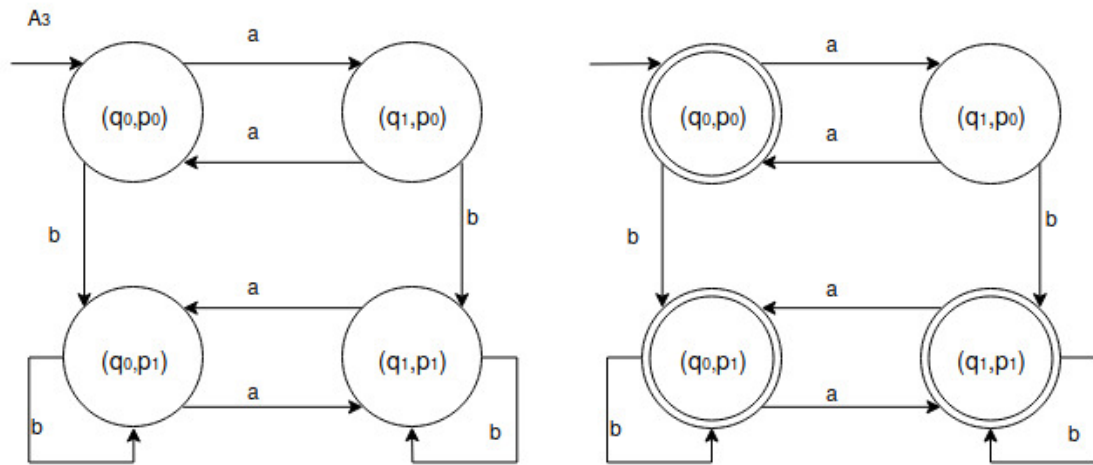 A₃
a a
(q₀,p₀) (q₁,p₀) (q₀,p₀) (q₁,p₀)
a a
b b b b
a a
(q₀,p₁) (q₁,p₁) (q₀,p₁) (q₁,p₁)
a a
b b b b